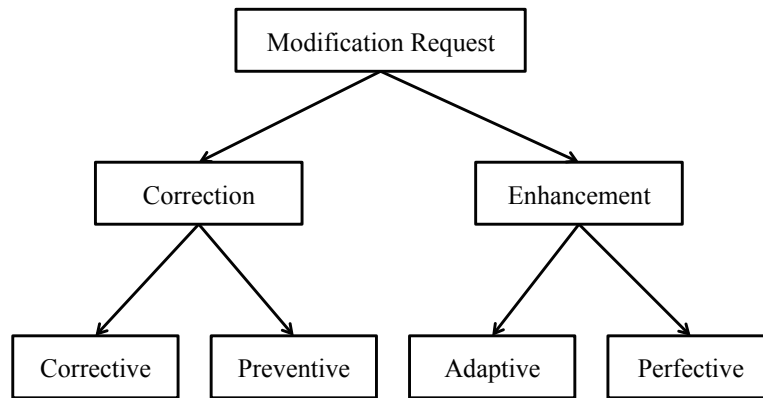 Modification Request
Correction
Enhancement
Corrective
Preventive
Adaptive
Perfective